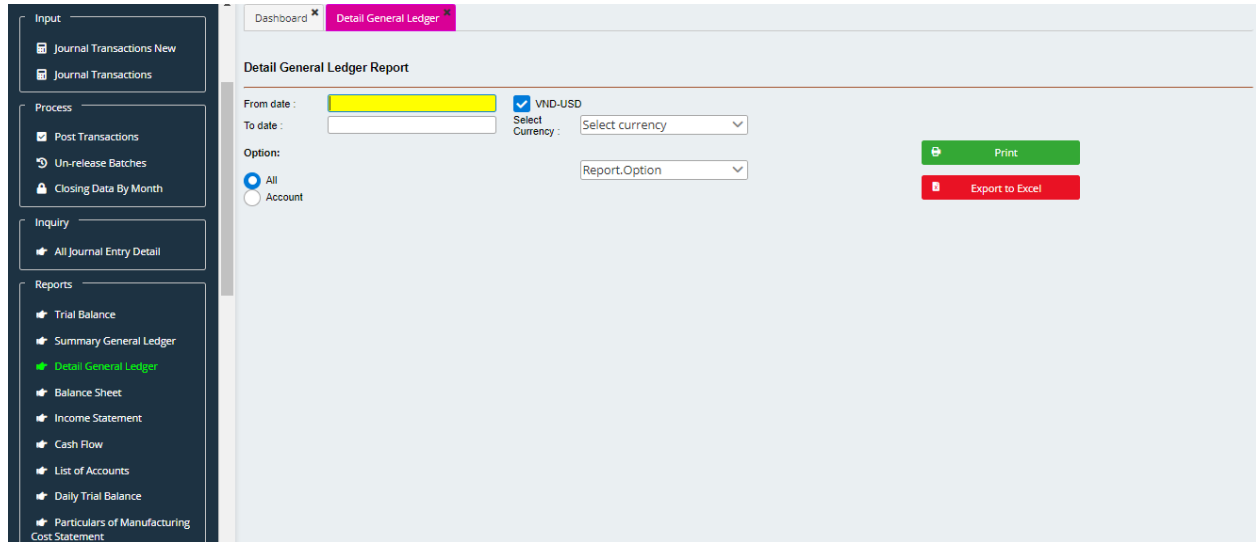 Input
Journal Transactions New
Journal Transactions
Process
Post Transactions
Un-release Batches
Closing Data By Month
Inquiry
All Journal Entry Detail
Reports
Trial Balance
Summary General Ledger
Detail General Ledger
Balance Sheet
Income Statement
Cash Flow
List of Accounts
Daily Trial Balance
Particulars of Manufacturing
Cost Statement
Dashboard
Detail General Ledger
Detail General Ledger Report
From date :
VND-USD
To date :
Select
Currency :
Select currency
Option:
Report.Option
All
Account
Print
Export to Excel